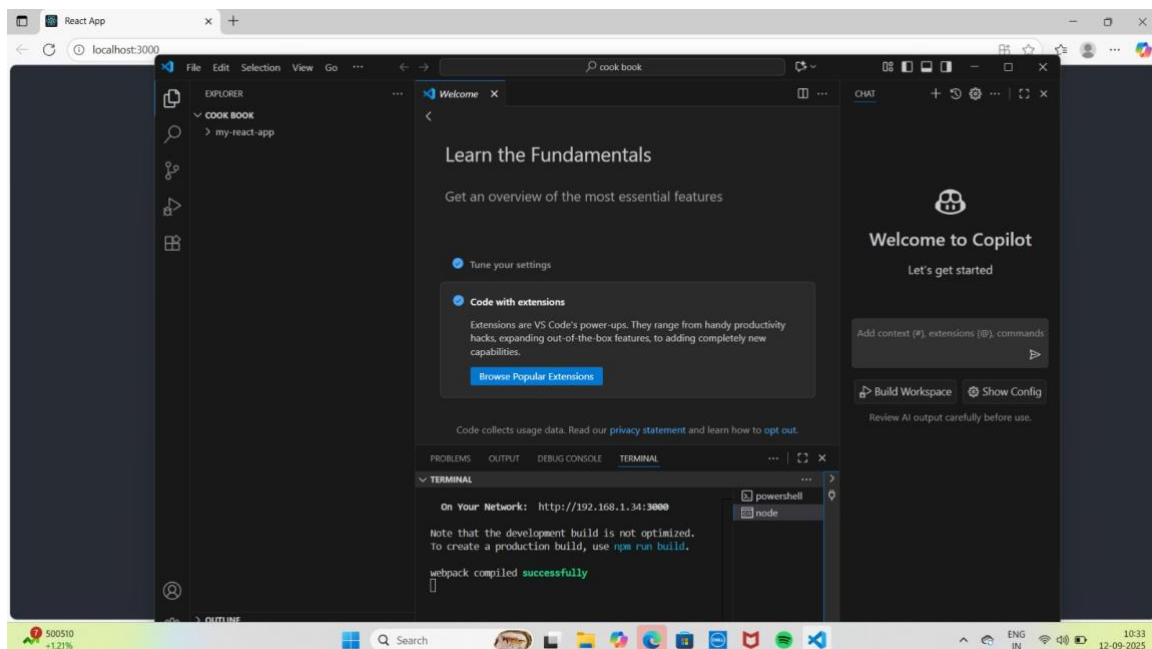 React App
localhost:3000
File Edit Selection View Go ...
cook book
EXPLORER
COOK BOOK
my-react-app
OUTLINE
Welcome
Learn the Fundamentals
Get an overview of the most essential features
Tune your settings
Code with extensions
Extensions are VS Code's power-ups. They range from handy productivity
hacks, expanding out-of-the-box features, to adding completely new
capabilities.
Browse Popular Extensions
Code collects usage data. Read our privacy statement and learn how to opt out.
PROBLEMS OUTPUT DEBUG CONSOLE TERMINAL
TERMINAL
On Your Network: http://192.168.1.34:3000
Note that the development build is not optimized.
To create a production build, use npm run build.
webpack compiled successfully
powershell
node
CHAT
Welcome to Copilot
Let's get started
Add context (#), extensions (@), commands
Build Workspace Show Config
Review AI output carefully before use.
7
500510
+1.21%
Search
ENG
IN
10:33
12-09-2025